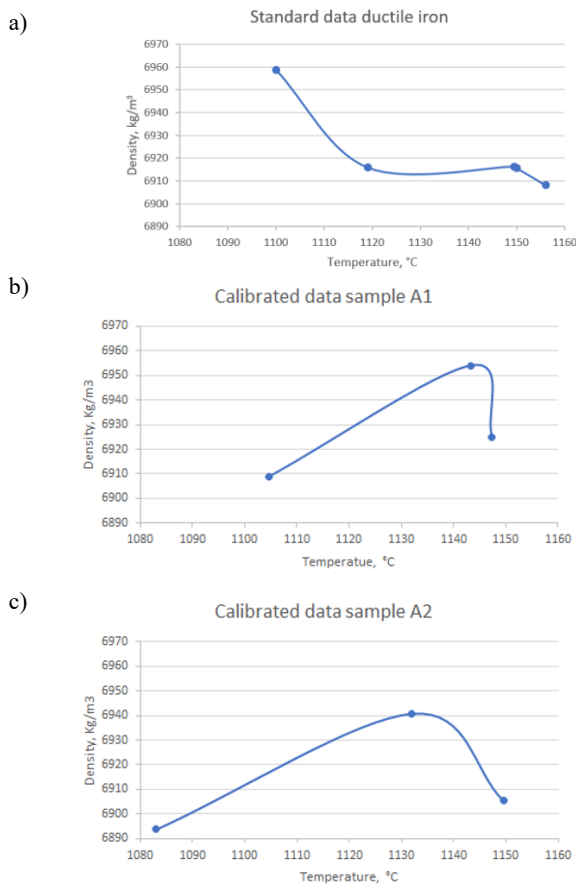 a)
Standard data ductile iron
Density, kg/m³
6970
6960
6950
6940
6930
6920
6910
6900
6890
1080 1090 1100 1110 1120 1130 1140 1150 1160
Temperature, °C
b)
Calibrated data sample A1
Density, Kg/m3
6970
6960
6950
6940
6930
6920
6910
6900
6890
1080 1090 1100 1110 1120 1130 1140 1150 1160
Temperatue, °C
c)
Calibrated data sample A2
Density, Kg/m3
6970
6960
6950
6940
6930
6920
6910
6900
6890
1080 1090 1100 1110 1120 1130 1140 1150 1160
Temperature, °C